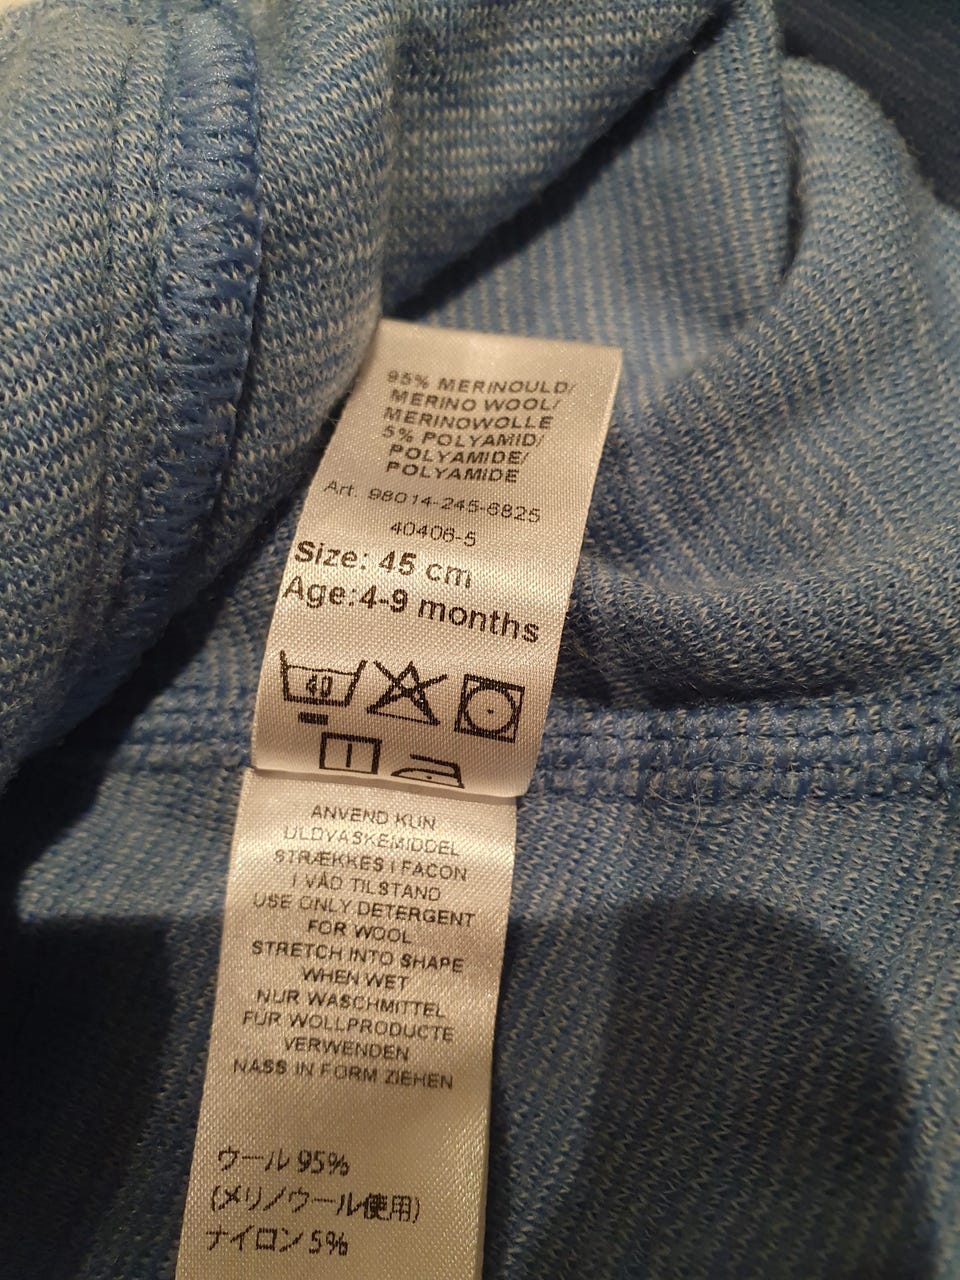 95% MERINOULD/
MERINO WOOL/
MERINOWOLLE
5% POLYAMID/
POLYAMIDE/
POLYAMIDE
Art. 98014-245-6825
40406-5
Size: 45 cm
Age:4-9 months
40
ANVEND KUN
ULDVASKEMIDDEL
STRÆKKES I FACON
I VÅD TILSTAND
USE ONLY DETERGENT
FOR WOOL
STRETCH INTO SHAPE
WHEN WET
NUR WASCHMITTEL
FUR WOLLPRODUCTE
VERWENDEN
NASS IN FORM ZIEHEN
ウール 95%
(メリノウール使用)
ナイロン 5%